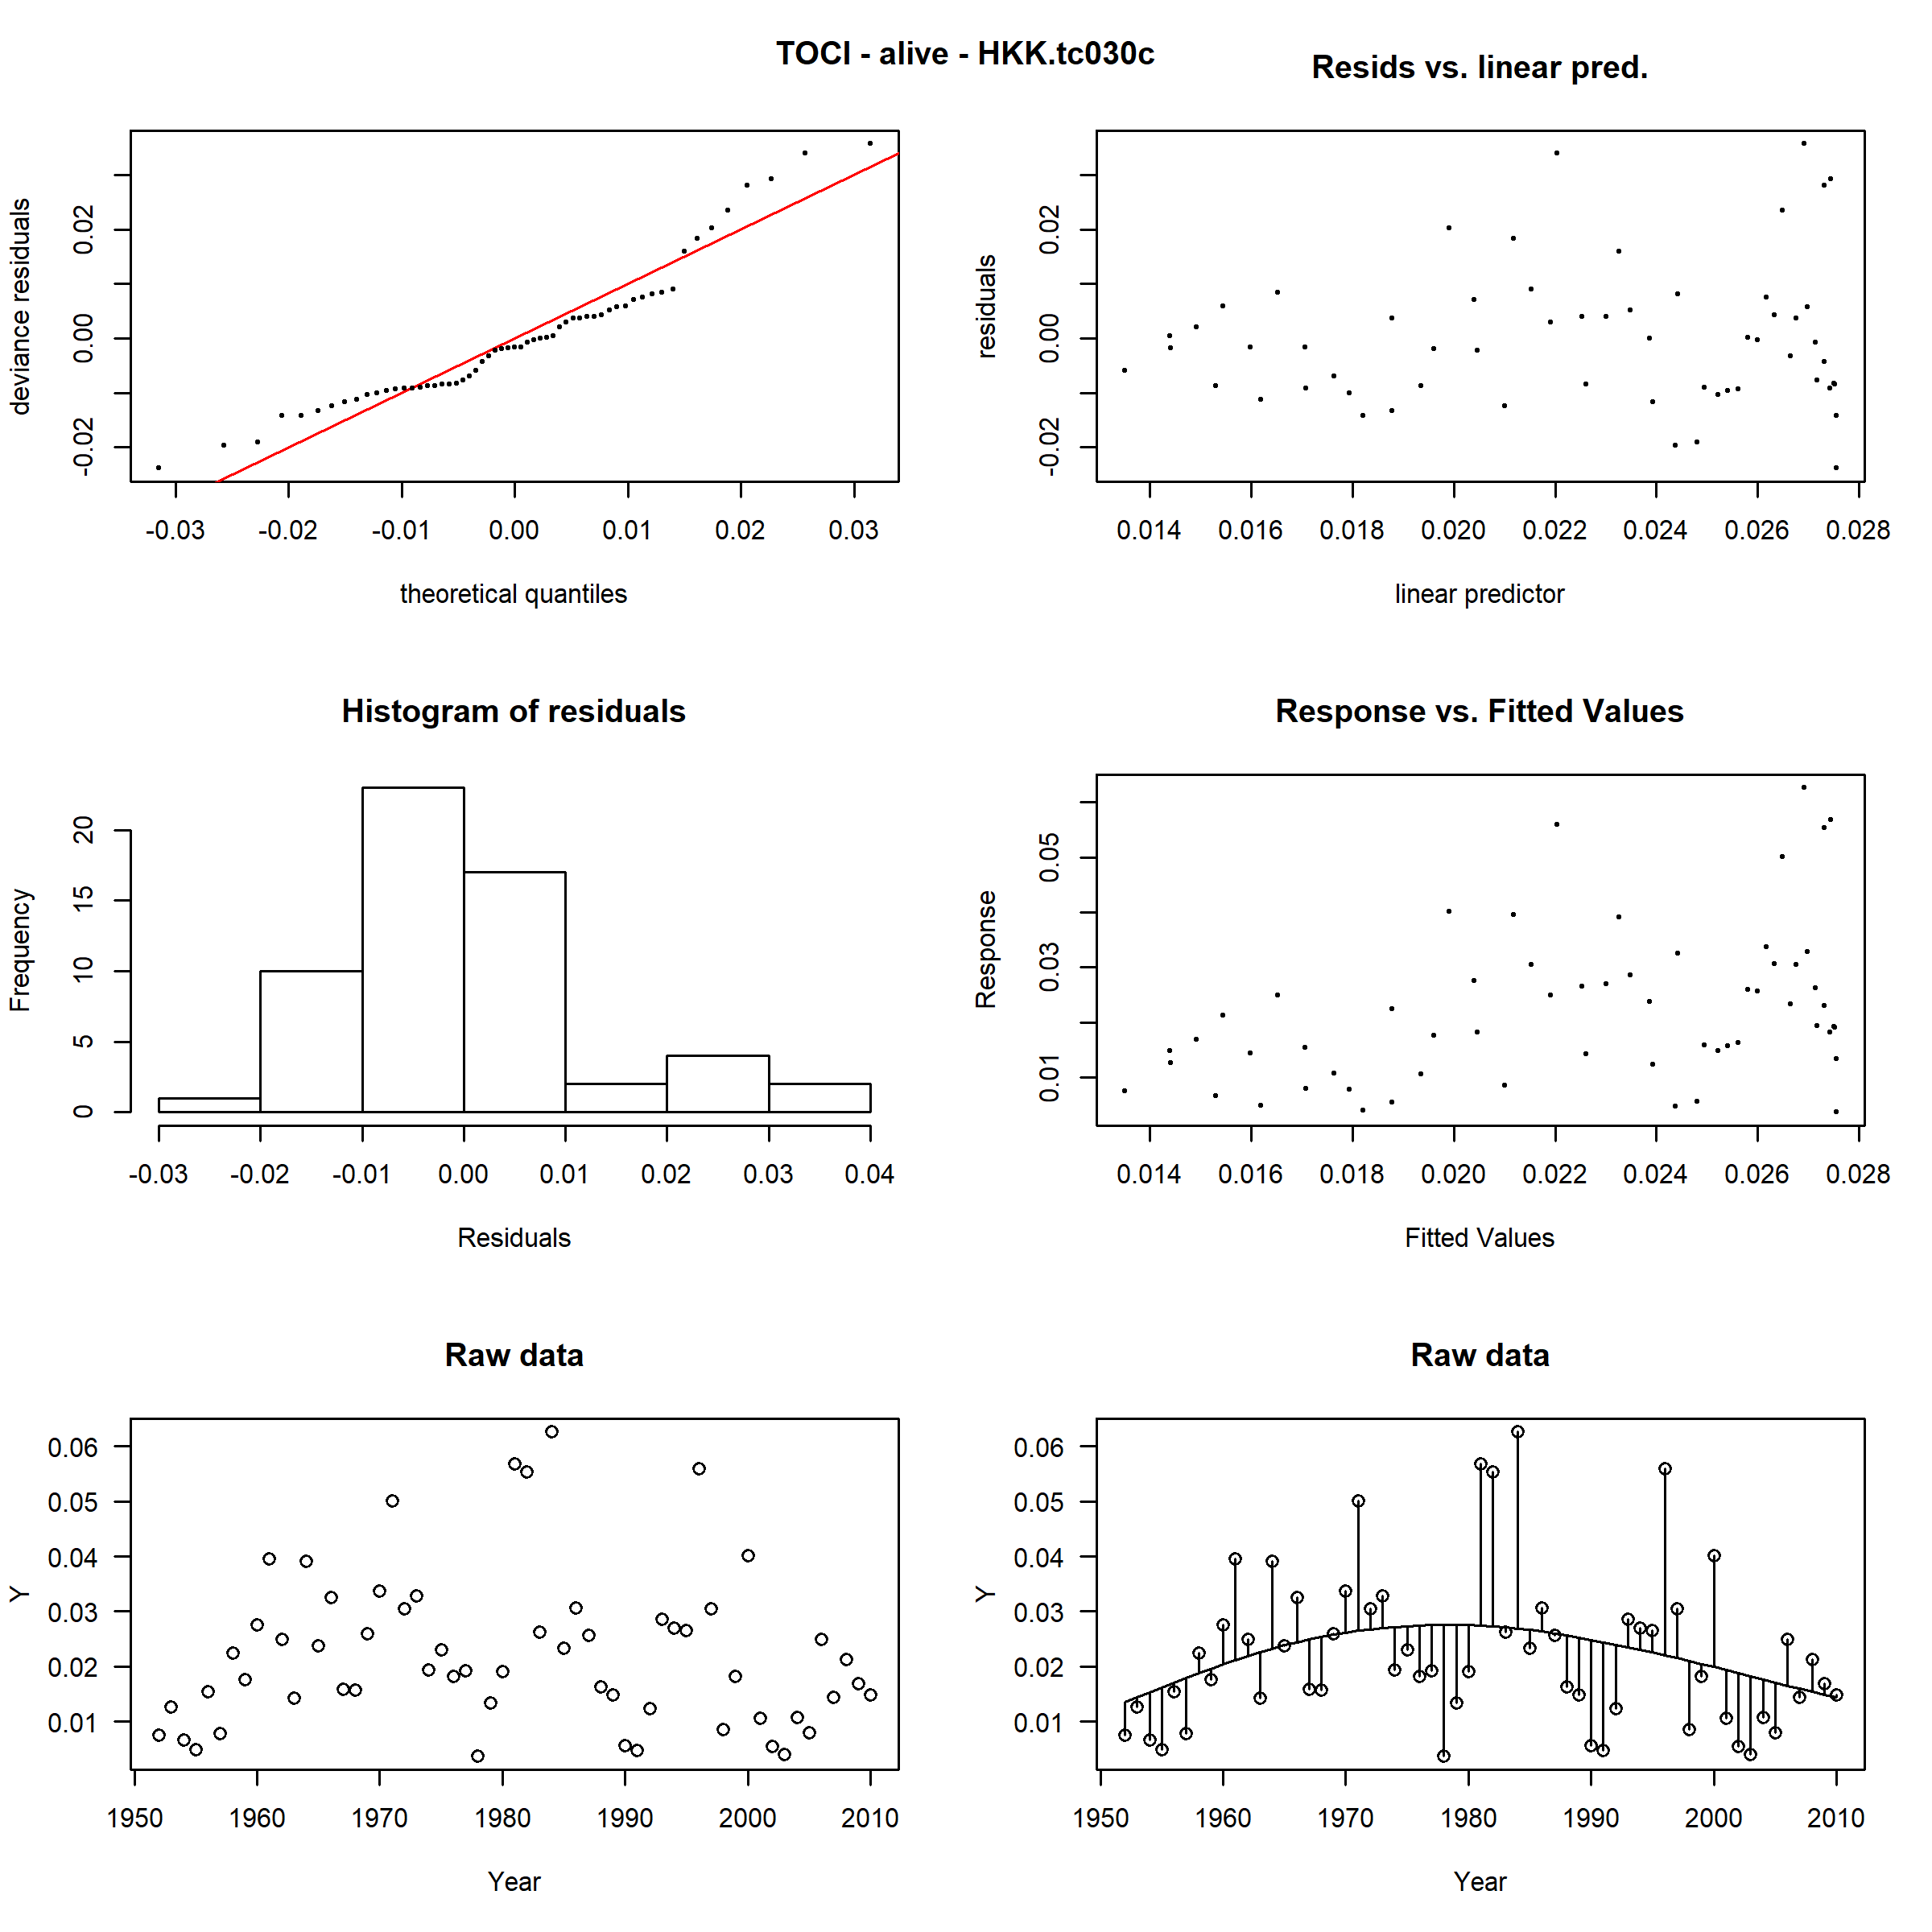 TOCI - alive - HKK.tc030c
Resids vs. linear pred.
deviance residuals
-0.02 0.00 0.02
-0.03 -0.02 -0.01 0.00 0.01 0.02 0.03
theoretical quantiles
residuals
-0.02 0.00 0.02
0.014 0.016 0.018 0.020 0.022 0.024 0.026 0.028
linear predictor
Histogram of residuals
Frequency
0 5 10 15 20
-0.03 -0.02 -0.01 0.00 0.01 0.02 0.03 0.04
Residuals
Response vs. Fitted Values
Response
0.01 0.03 0.05
0.014 0.016 0.018 0.020 0.022 0.024 0.026 0.028
Fitted Values
Raw data
Y
0.06
0.05
0.04
0.03
0.02
0.01
1950 1960 1970 1980 1990 2000 2010
Year
Raw data
Y
0.06
0.05
0.04
0.03
0.02
0.01
1950 1960 1970 1980 1990 2000 2010
Year